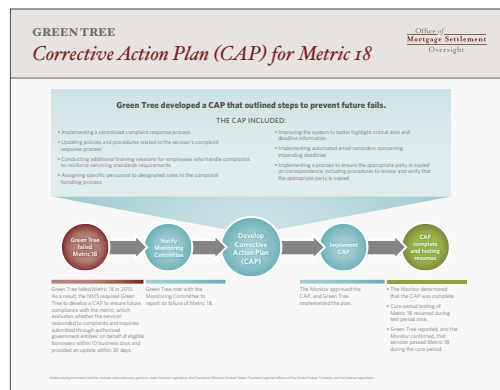 GREEN TREE
Corrective Action Plan (CAP) for Metric 18
Office of
Mortgage Settlement
Oversight
Green Tree developed a CAP that outlined steps to prevent future fails.
THE CAP INCLUDED:
• Implementing a centralized complaint response process
• Updating policies and procedures related to the servicer's complaint
response process
• Conducting additional training sessions for employees who handle complaints
to reinforce servicing standards requirements
• Assigning specific personnel to designated roles in the complaint
handling process
• Improving the system to better highlight critical date and
deadline information
• Implementing automated email reminders concerning
impending deadlines
• Implementing a process to ensure the appropriate party is copied
on correspondence, including procedures to review and verify that
the appropriate party is copied
Green Tree
failed
Metric 18
Notify
Monitoring
Committee
Develop
Corrective
Action Plan
(CAP)
Implement
CAP
CAP
complete
and testing
resumes
Green Tree failed Metric 18 in 2013.
As a result, the NMS required Green
Tree to develop a CAP to ensure future
compliance with the metric, which
evaluates whether the servicer
responded to complaints and inquiries
submitted through authorized
government entities' on behalf of eligible
borrowers within 10 business days and
provided an update within 30 days.
Green Tree met with the
Monitoring Committee to
report its failure of Metric 18.
The Monitor approved the
CAP, and Green Tree
implemented the plan.
• The Monitor determined
that the CAP was complete.
• Cure period testing of
Metric 18 resumed during
test period nine.
• Green Tree reported, and the
Monitor confirmed, that
servicer passed Metric 18
during the cure period.